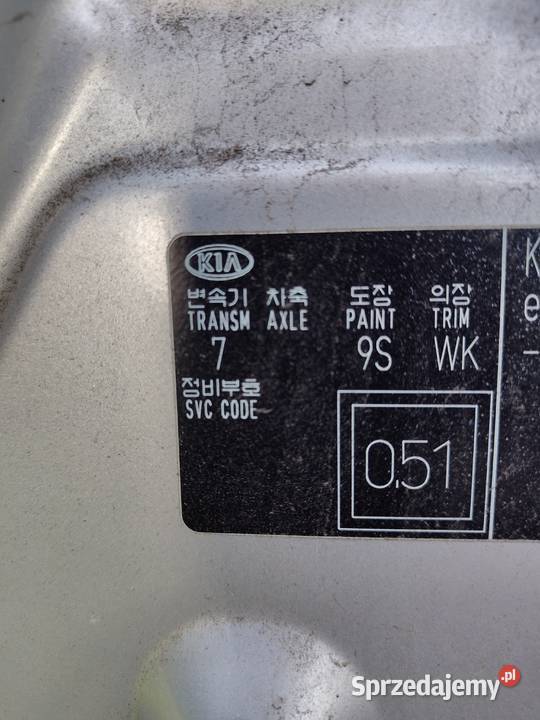 KIA
변속기 차축 도장 의장
TRANSM AXLE PAINT TRIM
7 9S WK
정비부호
SVC CODE
0.51
K
e
-
Sprzedajemy.pl